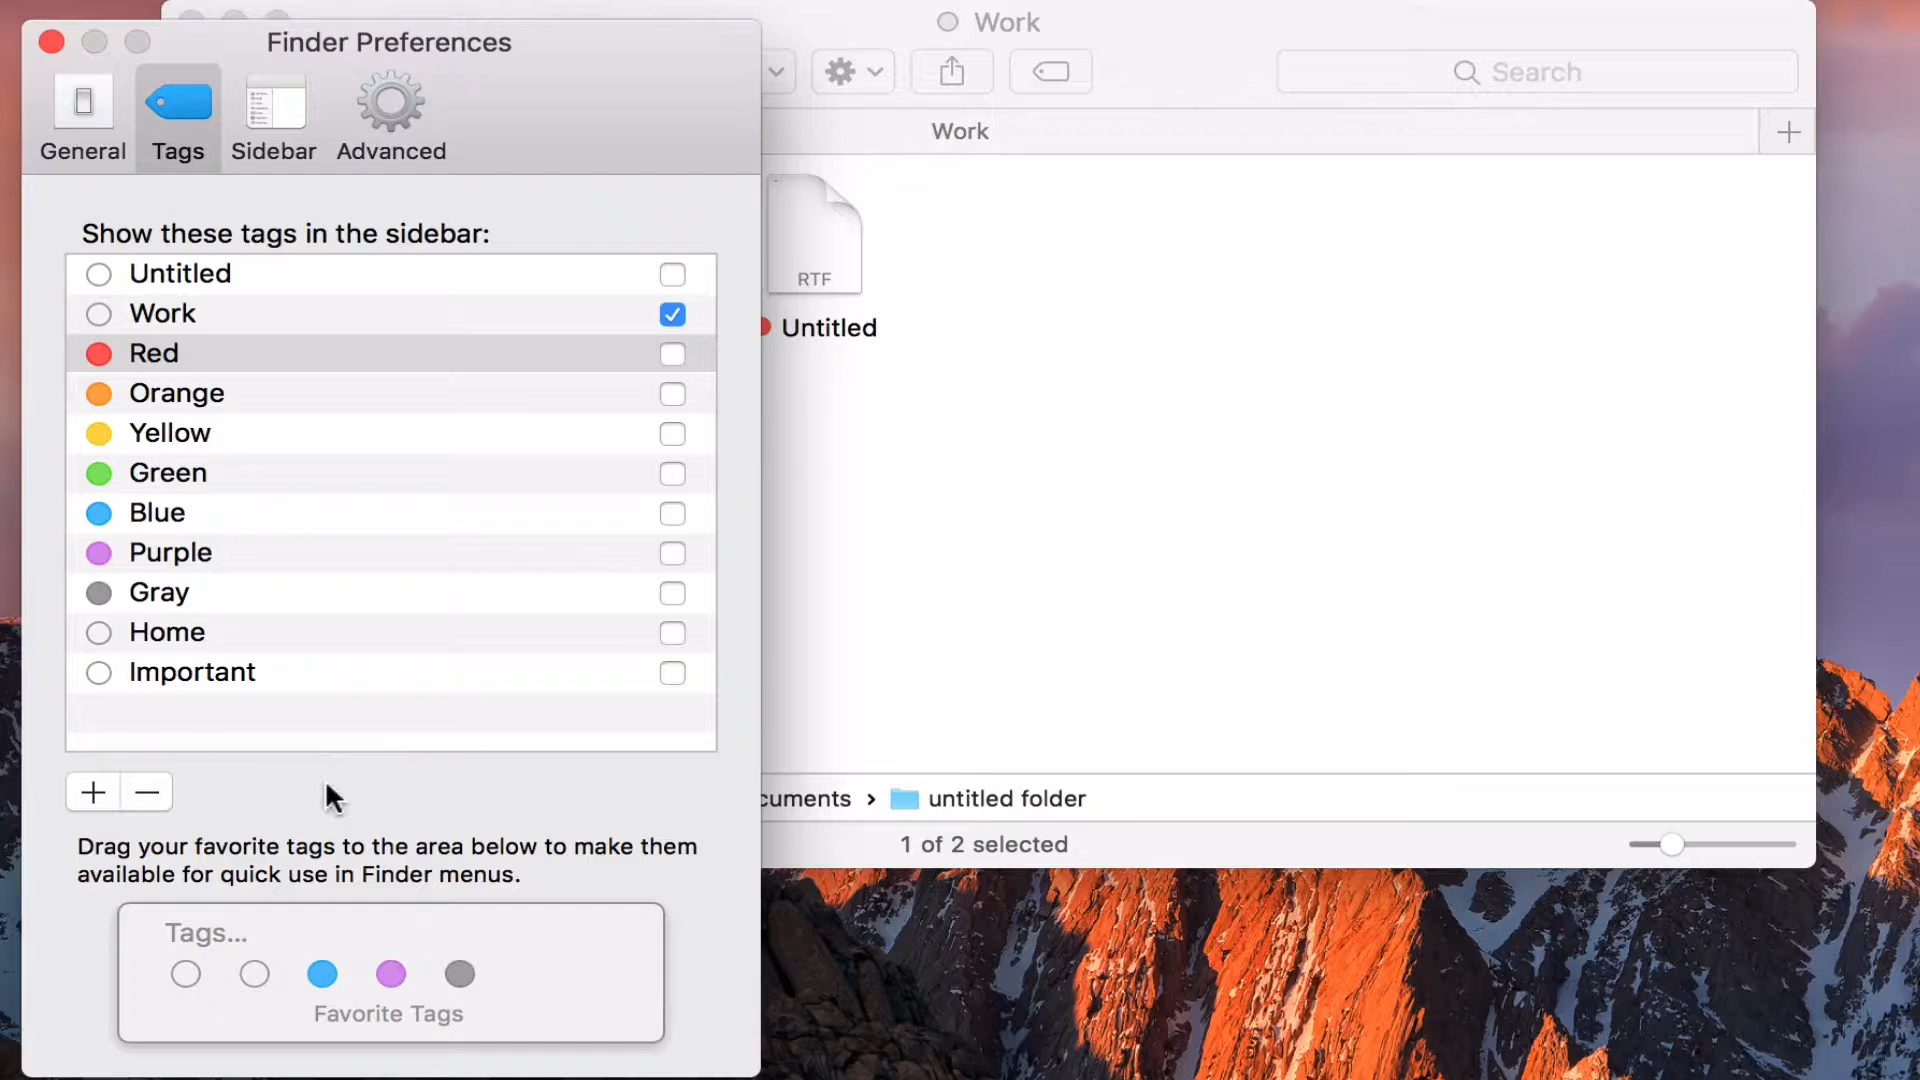 Finder Preferences
General
Tags
Sidebar
Advanced
Show these tags in the sidebar:
Untitled
Work
Red
Orange
Yellow
Green
Blue
Purple
Gray
Home
Important
+ −
Drag your favorite tags to the area below to make them
available for quick use in Finder menus.
Tags...
Favorite Tags
Work
Search
Work
+
RTF
Untitled
cuments › untitled folder
1 of 2 selected